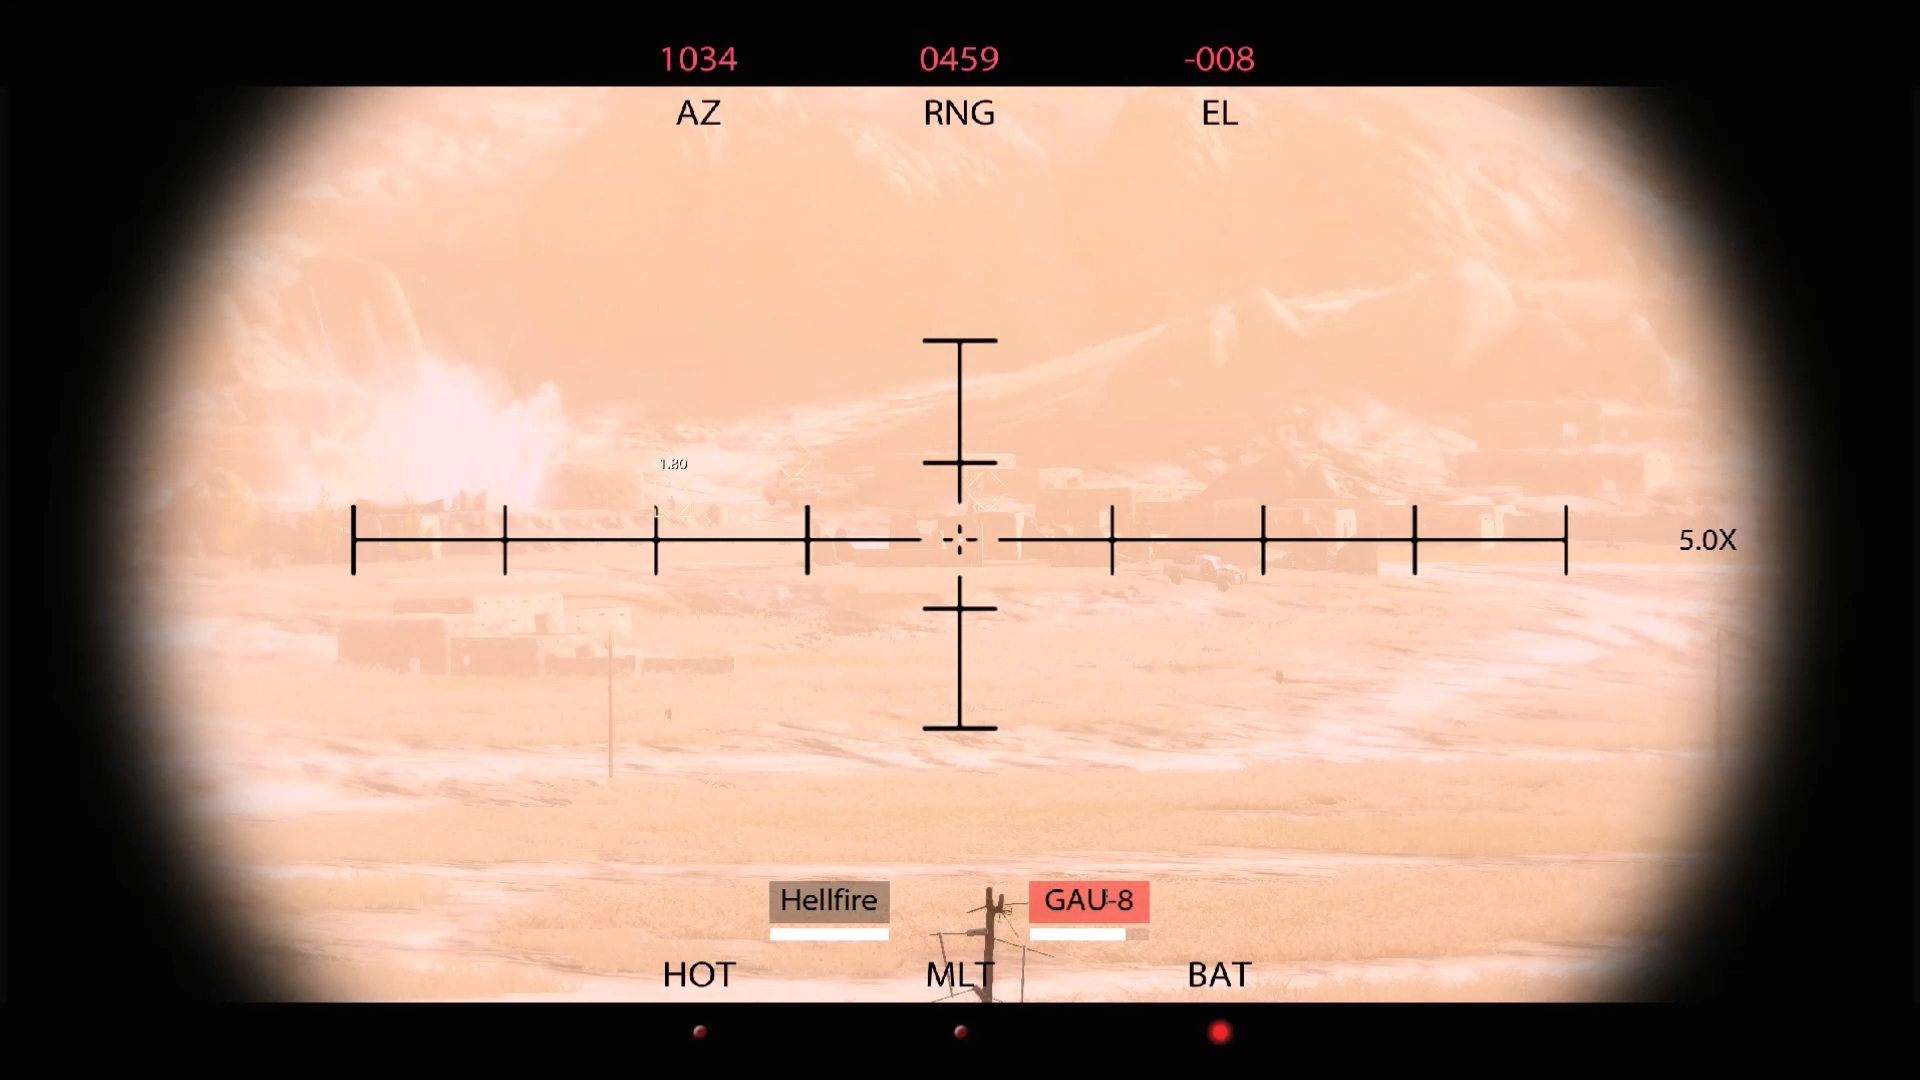 1034 0459 -008
AZ RNG EL
1.80
5.0X
Hellfire GAU-8
HOT MLT BAT